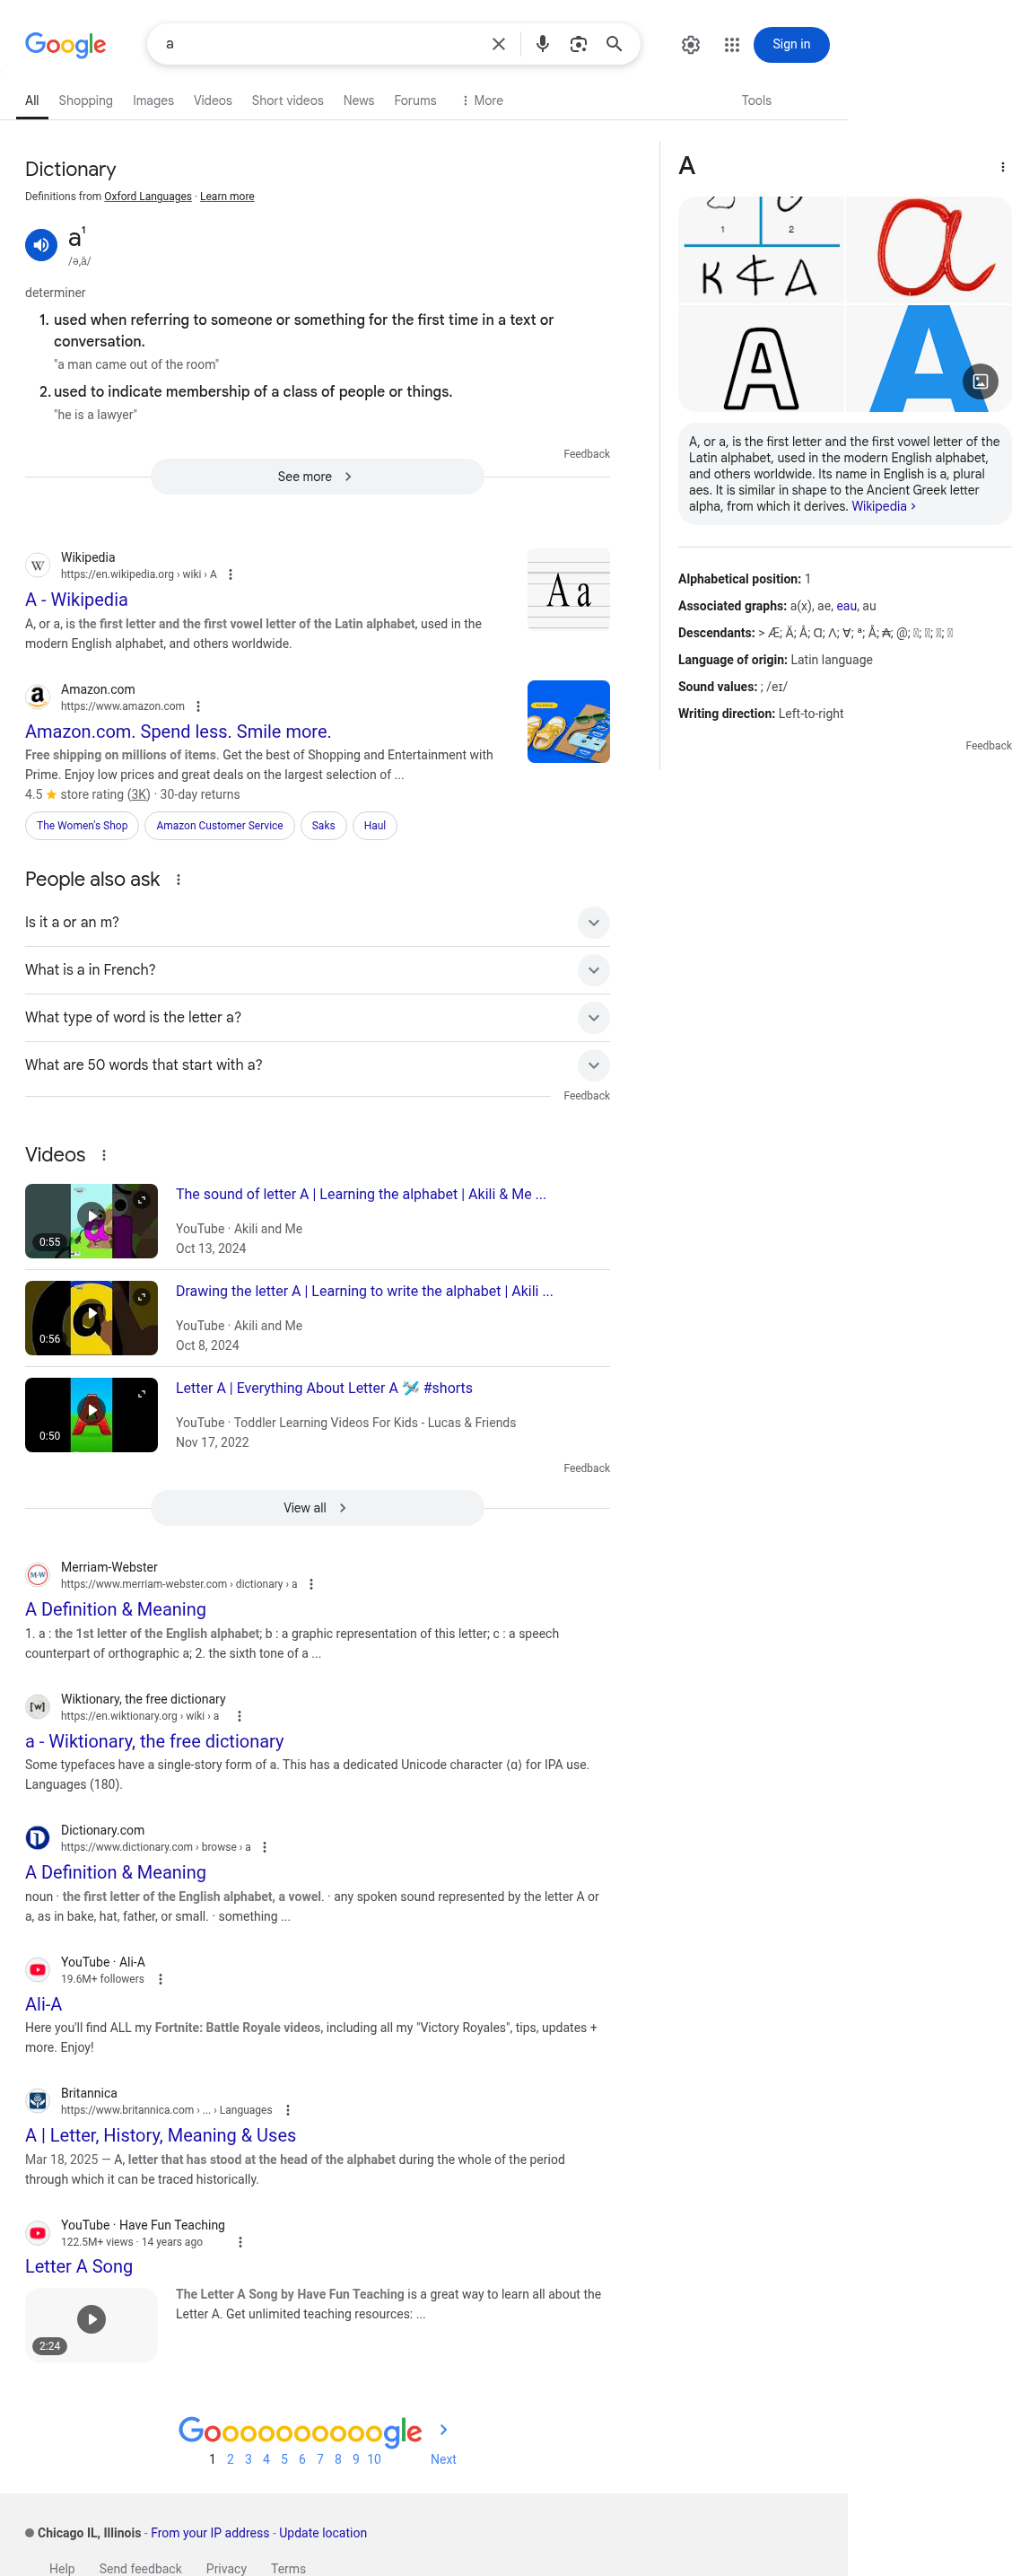 Google
a
Sign in
All Shopping Images Videos Short videos News Forums More Tools
Dictionary
Definitions from Oxford Languages · Learn more
a¹
/ə,ā/
determiner
1. used when referring to someone or something for the first time in a text or
conversation.
"a man came out of the room"
2. used to indicate membership of a class of people or things.
"he is a lawyer"
Feedback
See more
Wikipedia
https://en.wikipedia.org › wiki › A
A - Wikipedia
A, or a, is the first letter and the first vowel letter of the Latin alphabet, used in the
modern English alphabet, and others worldwide.
A a
Amazon.com
https://www.amazon.com
Amazon.com. Spend less. Smile more.
Free shipping on millions of items. Get the best of Shopping and Entertainment with
Prime. Enjoy low prices and great deals on the largest selection of ...
4.5 ★ store rating (3K) · 30-day returns
The Women's Shop Amazon Customer Service Saks Haul
People also ask
Is it a or an m?
What is a in French?
What type of word is the letter a?
What are 50 words that start with a?
Feedback
Videos
The sound of letter A | Learning the alphabet | Akili & Me ...
YouTube · Akili and Me
Oct 13, 2024
0:55
Drawing the letter A | Learning to write the alphabet | Akili ...
YouTube · Akili and Me
Oct 8, 2024
a
0:56
Letter A | Everything About Letter A 🛩️ #shorts
YouTube · Toddler Learning Videos For Kids - Lucas & Friends
Nov 17, 2022
A
0:50
Feedback
View all
Merriam-Webster
https://www.merriam-webster.com › dictionary › a
A Definition & Meaning
1. a : the 1st letter of the English alphabet; b : a graphic representation of this letter; c : a speech
counterpart of orthographic a; 2. the sixth tone of a ...
Wiktionary, the free dictionary
https://en.wiktionary.org › wiki › a
a - Wiktionary, the free dictionary
Some typefaces have a single-story form of a. This has a dedicated Unicode character ⟨ɑ⟩ for IPA use.
Languages (180).
Dictionary.com
https://www.dictionary.com › browse › a
A Definition & Meaning
noun · the first letter of the English alphabet, a vowel. · any spoken sound represented by the letter A or
a, as in bake, hat, father, or small. · something ...
YouTube · Ali-A
19.6M+ followers
Ali-A
Here you'll find ALL my Fortnite: Battle Royale videos, including all my "Victory Royales", tips, updates +
more. Enjoy!
Britannica
https://www.britannica.com › ... › Languages
A | Letter, History, Meaning & Uses
Mar 18, 2025 — A, letter that has stood at the head of the alphabet during the whole of the period
through which it can be traced historically.
YouTube · Have Fun Teaching
122.5M+ views · 14 years ago
Letter A Song
The Letter A Song by Have Fun Teaching is a great way to learn all about the
Letter A. Get unlimited teaching resources: ...
2:24
Goooooooooogle
1 2 3 4 5 6 7 8 9 10 Next
A
1 2
a
A
A
A, or a, is the first letter and the first vowel letter of the
Latin alphabet, used in the modern English alphabet,
and others worldwide. Its name in English is a, plural
aes. It is similar in shape to the Ancient Greek letter
alpha, from which it derives. Wikipedia ›
Alphabetical position: 1
Associated graphs: a(x), ae, eau, au
Descendants: > Æ; Ä; Â; Ɑ; Λ; Ɐ; ª; Å; ₳; @;
Language of origin: Latin language
Sound values: ; /eɪ/
Writing direction: Left-to-right
Feedback
Chicago IL, Illinois - From your IP address - Update location
Help Send feedback Privacy Terms